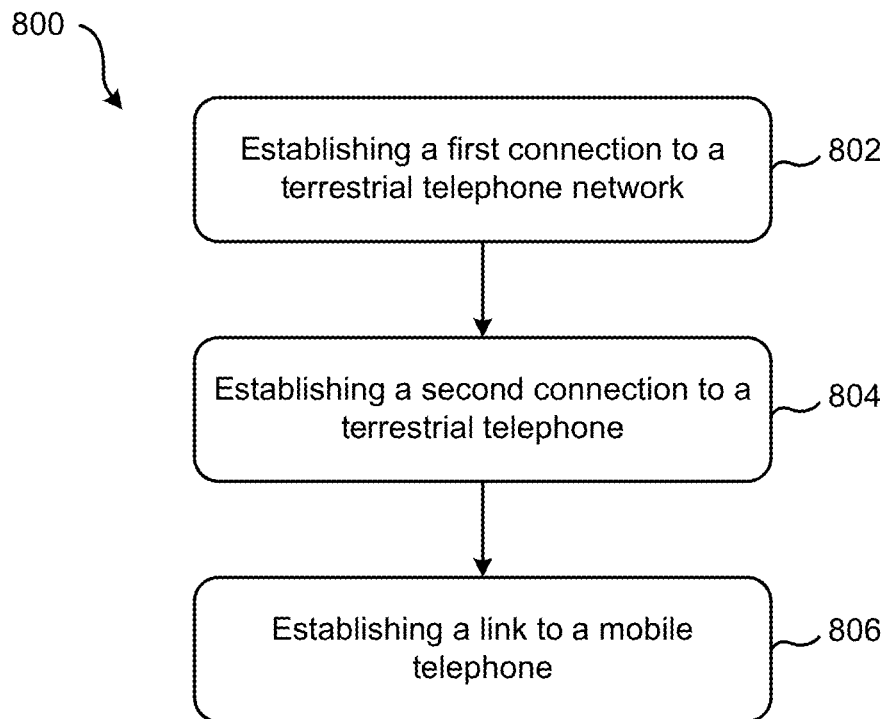 800
Establishing a first connection to a
terrestrial telephone network
802
Establishing a second connection to a
terrestrial telephone
804
Establishing a link to a mobile
telephone
806